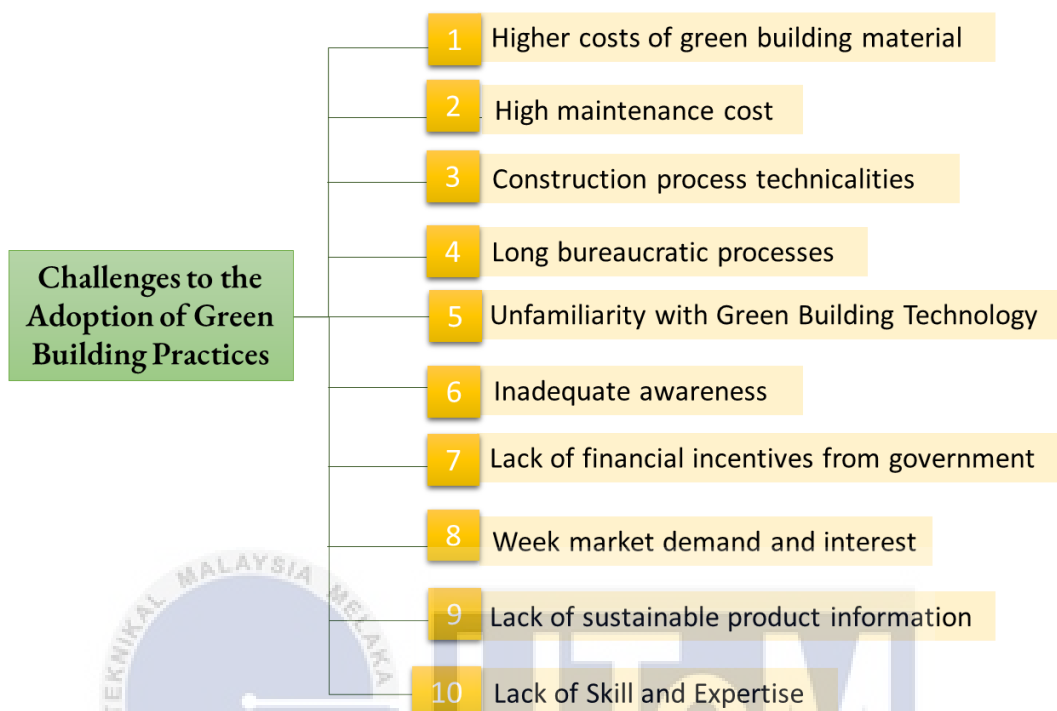 Challenges to the
Adoption of Green
Building Practices
1 Higher costs of green building material
2 High maintenance cost
3 Construction process technicalities
4 Long bureaucratic processes
5 Unfamiliarity with Green Building Technology
6 Inadequate awareness
7 Lack of financial incentives from government
8 Week market demand and interest
9 Lack of sustainable product information
10 Lack of Skill and Expertise
TEKNIKAL MALAYSIA MELAKA
UTeM